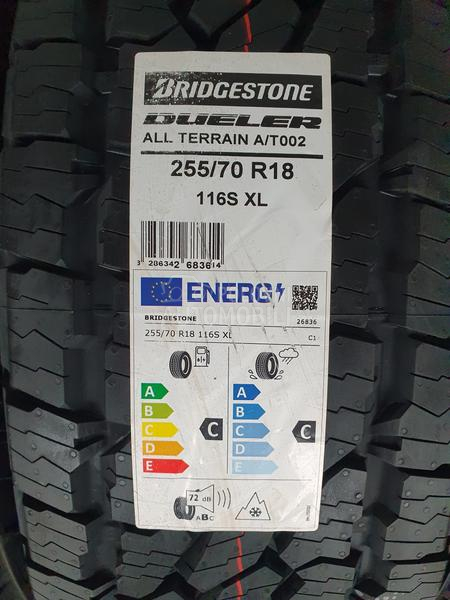 BRIDGESTONE
DUELER
ALL TERRAIN A/T002
255/70 R18
116S XL
3 286342 683614
ENERG
BRIDGESTONE 26836
255/70 R18 116S XL C1
A A
B B
C C C C
D D
E E
72 dB
ABC